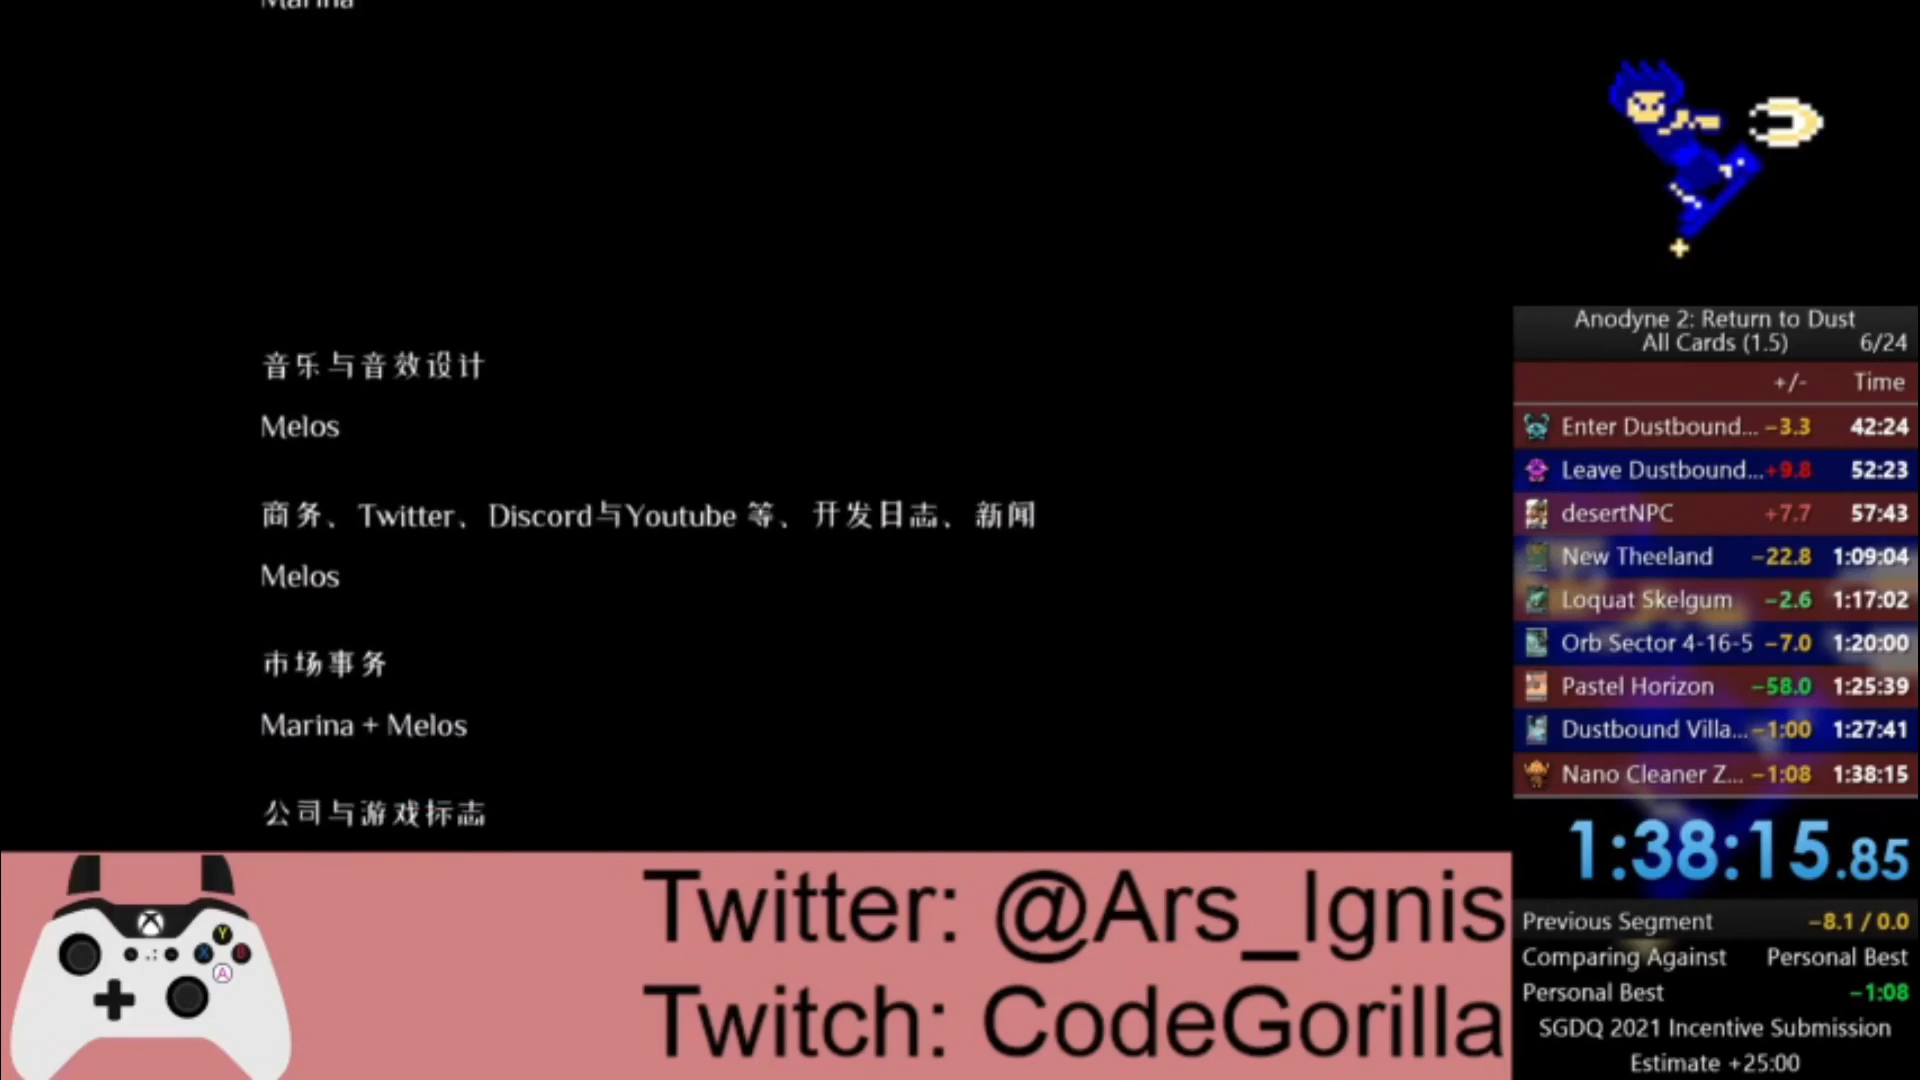 Marina
音乐与音效设计
Melos
商务、Twitter、Discord与Youtube 等、开发日志、新闻
Melos
市场事务
Marina + Melos
公司与游戏标志
Anodyne 2: Return to Dust
All Cards (1.5) 6/24
+/- Time
Enter Dustbound... −3.3 42:24
Leave Dustbound... +9.8 52:23
desertNPC +7.7 57:43
New Theeland −22.8 1:09:04
Loquat Skelgum −2.6 1:17:02
Orb Sector 4-16-5 −7.0 1:20:00
Pastel Horizon −58.0 1:25:39
Dustbound Villa... −1:00 1:27:41
Nano Cleaner Z... −1:08 1:38:15
1:38:15.85
Previous Segment −8.1 / 0.0
Comparing Against Personal Best
Personal Best −1:08
SGDQ 2021 Incentive Submission
Estimate +25:00
Twitter: @Ars_Ignis
Twitch: CodeGorilla
Y
X
B
A